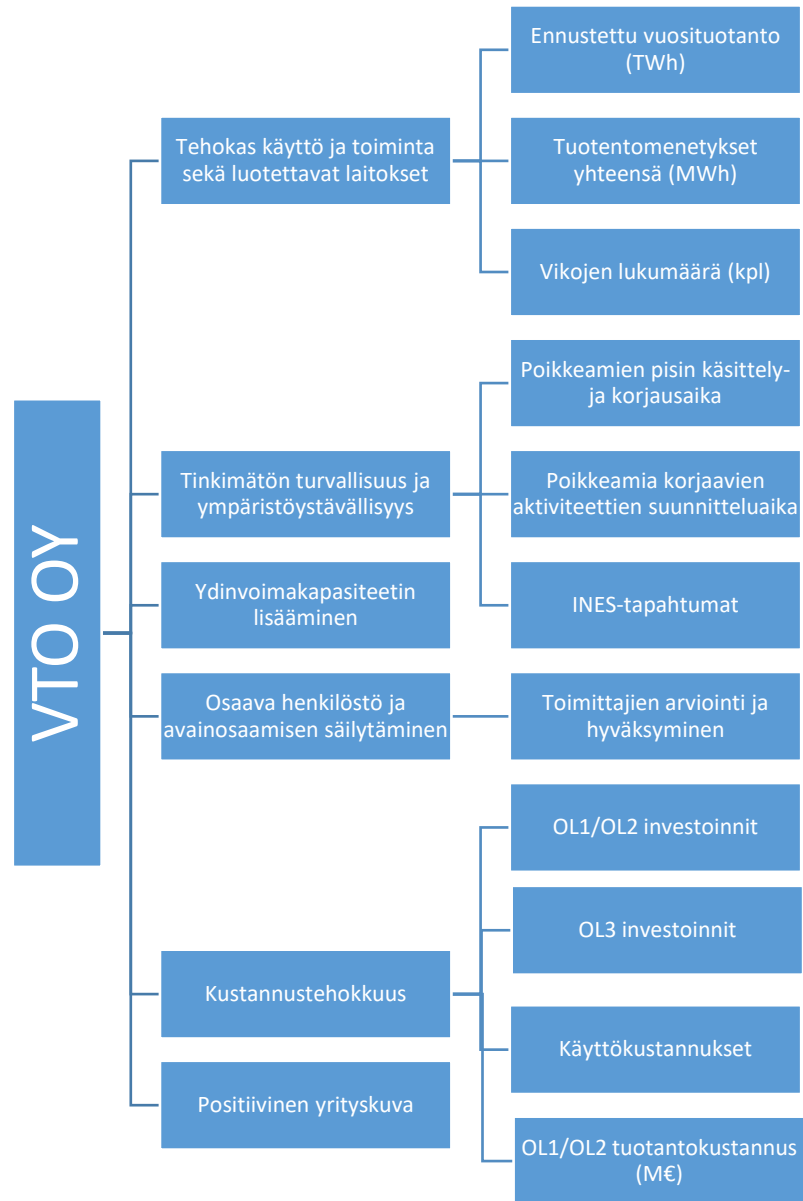 VTO OY
Tehokas käyttö ja toiminta
sekä luotettavat laitokset
Ennustettu vuosituotanto
(TWh)
Tuotentomenetykset
yhteensä (MWh)
Vikojen lukumäärä (kpl)
Tinkimätön turvallisuus ja
ympäristöystävällisyys
Poikkeamien pisin käsittely-
ja korjausaika
Poikkeamia korjaavien
aktiviteettien suunnitteluaika
INES-tapahtumat
Ydinvoimakapasiteetin
lisääminen
Osaava henkilöstö ja
avainosaamisen säilytäminen
Toimittajien arviointi ja
hyväksyminen
Kustannustehokkuus
OL1/OL2 investoinnit
OL3 investoinnit
Käyttökustannukset
OL1/OL2 tuotantokustannus
(M€)
Positiivinen yrityskuva